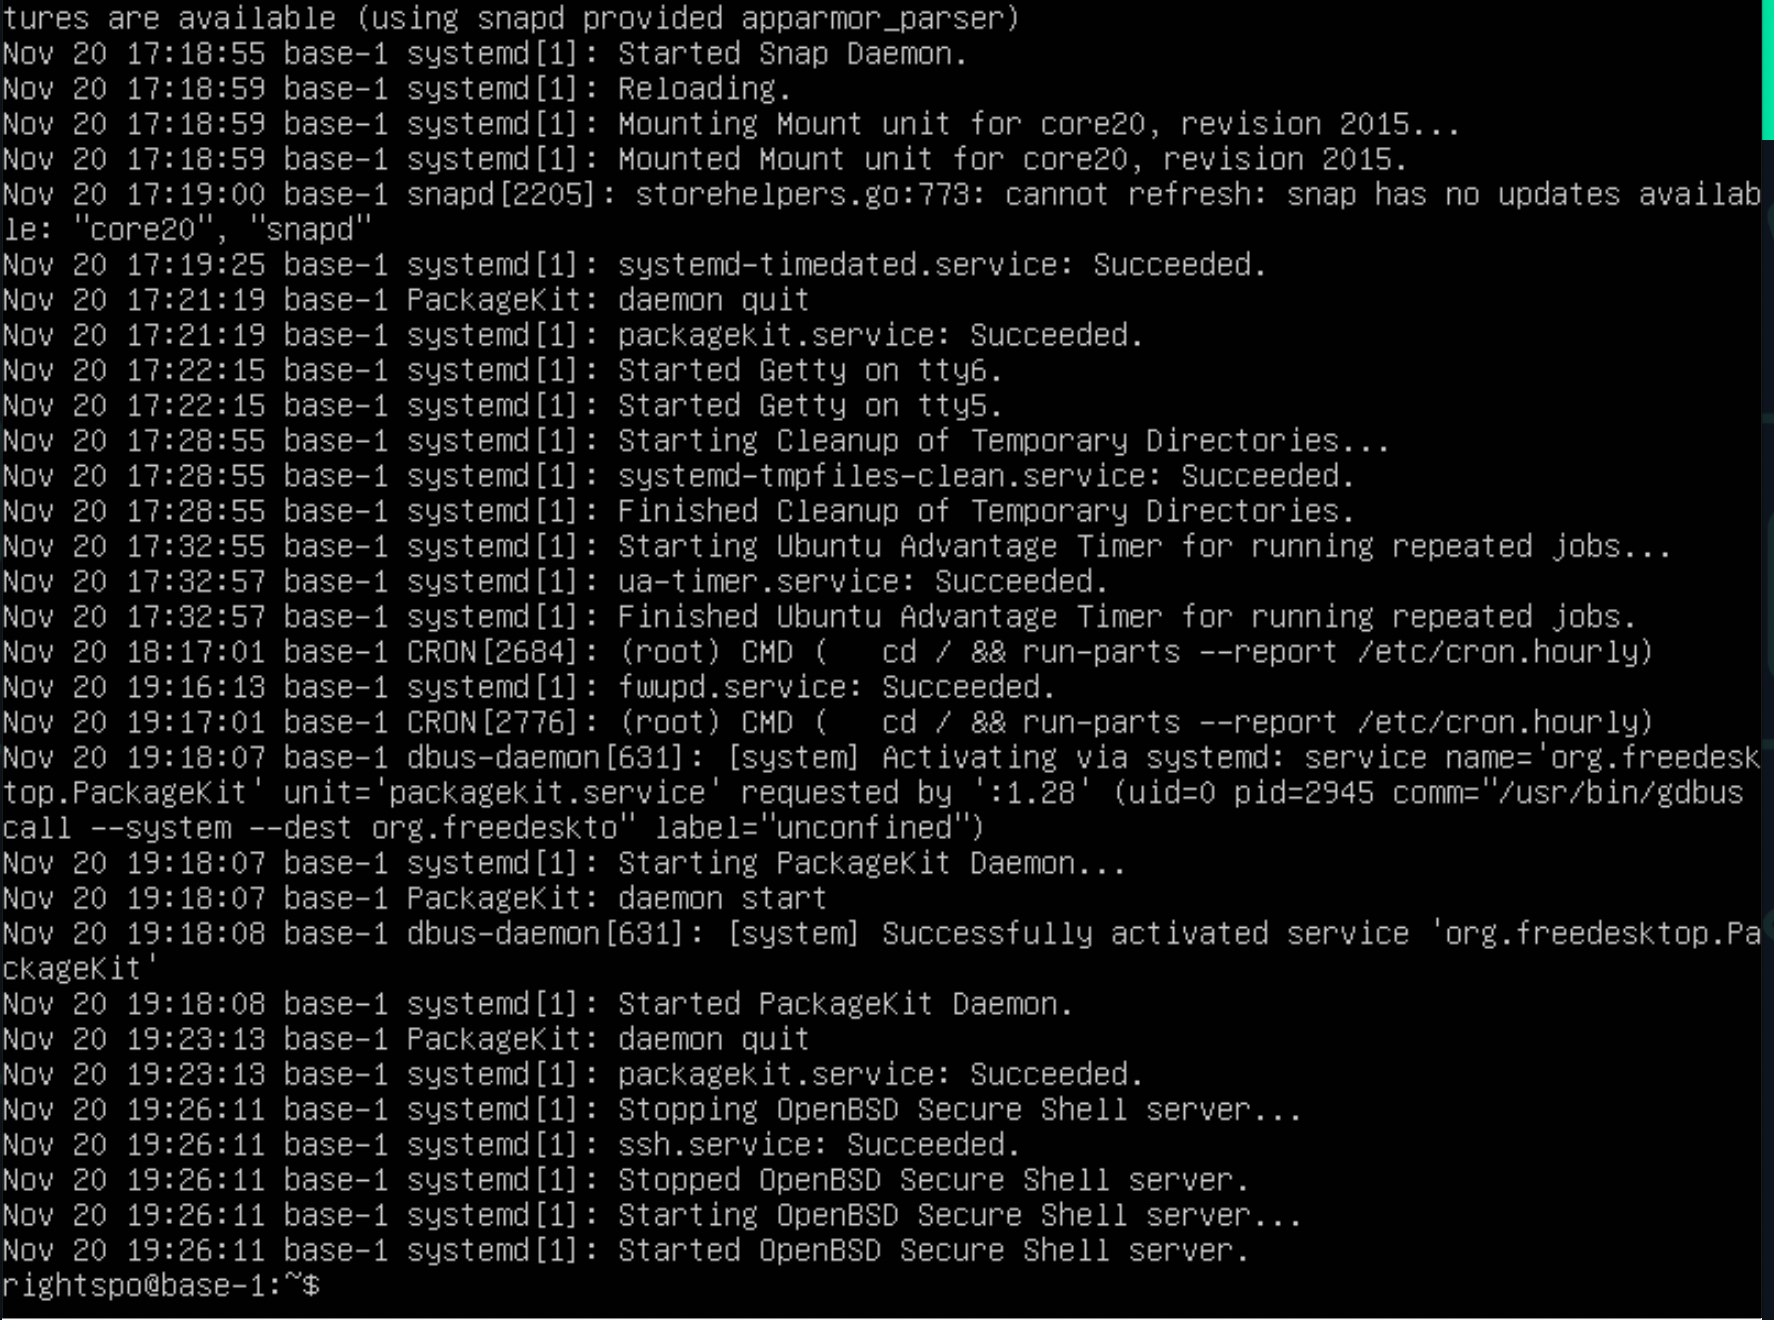 tures are available (using snapd provided apparmor_parser)
Nov 20 17:18:55 base-1 systemd[1]: Started Snap Daemon.
Nov 20 17:18:59 base-1 systemd[1]: Reloading.
Nov 20 17:18:59 base-1 systemd[1]: Mounting Mount unit for core20, revision 2015...
Nov 20 17:18:59 base-1 systemd[1]: Mounted Mount unit for core20, revision 2015.
Nov 20 17:19:00 base-1 snapd[2205]: storehelpers.go:773: cannot refresh: snap has no updates availab
le: "core20", "snapd"
Nov 20 17:19:25 base-1 systemd[1]: systemd-timedated.service: Succeeded.
Nov 20 17:21:19 base-1 PackageKit: daemon quit
Nov 20 17:21:19 base-1 systemd[1]: packagekit.service: Succeeded.
Nov 20 17:22:15 base-1 systemd[1]: Started Getty on tty6.
Nov 20 17:22:15 base-1 systemd[1]: Started Getty on tty5.
Nov 20 17:28:55 base-1 systemd[1]: Starting Cleanup of Temporary Directories...
Nov 20 17:28:55 base-1 systemd[1]: systemd-tmpfiles-clean.service: Succeeded.
Nov 20 17:28:55 base-1 systemd[1]: Finished Cleanup of Temporary Directories.
Nov 20 17:32:55 base-1 systemd[1]: Starting Ubuntu Advantage Timer for running repeated jobs...
Nov 20 17:32:57 base-1 systemd[1]: ua-timer.service: Succeeded.
Nov 20 17:32:57 base-1 systemd[1]: Finished Ubuntu Advantage Timer for running repeated jobs.
Nov 20 18:17:01 base-1 CRON[2684]: (root) CMD (   cd / && run-parts --report /etc/cron.hourly)
Nov 20 19:16:13 base-1 systemd[1]: fwupd.service: Succeeded.
Nov 20 19:17:01 base-1 CRON[2776]: (root) CMD (   cd / && run-parts --report /etc/cron.hourly)
Nov 20 19:18:07 base-1 dbus-daemon[631]: [system] Activating via systemd: service name='org.freedesk
top.PackageKit' unit='packagekit.service' requested by ':1.28' (uid=0 pid=2945 comm="/usr/bin/gdbus
call --system --dest org.freedeskto" label="unconfined")
Nov 20 19:18:07 base-1 systemd[1]: Starting PackageKit Daemon...
Nov 20 19:18:07 base-1 PackageKit: daemon start
Nov 20 19:18:08 base-1 dbus-daemon[631]: [system] Successfully activated service 'org.freedesktop.Pa
ckageKit'
Nov 20 19:18:08 base-1 systemd[1]: Started PackageKit Daemon.
Nov 20 19:23:13 base-1 PackageKit: daemon quit
Nov 20 19:23:13 base-1 systemd[1]: packagekit.service: Succeeded.
Nov 20 19:26:11 base-1 systemd[1]: Stopping OpenBSD Secure Shell server...
Nov 20 19:26:11 base-1 systemd[1]: ssh.service: Succeeded.
Nov 20 19:26:11 base-1 systemd[1]: Stopped OpenBSD Secure Shell server.
Nov 20 19:26:11 base-1 systemd[1]: Starting OpenBSD Secure Shell server...
Nov 20 19:26:11 base-1 systemd[1]: Started OpenBSD Secure Shell server.
rightspo@base-1:~$